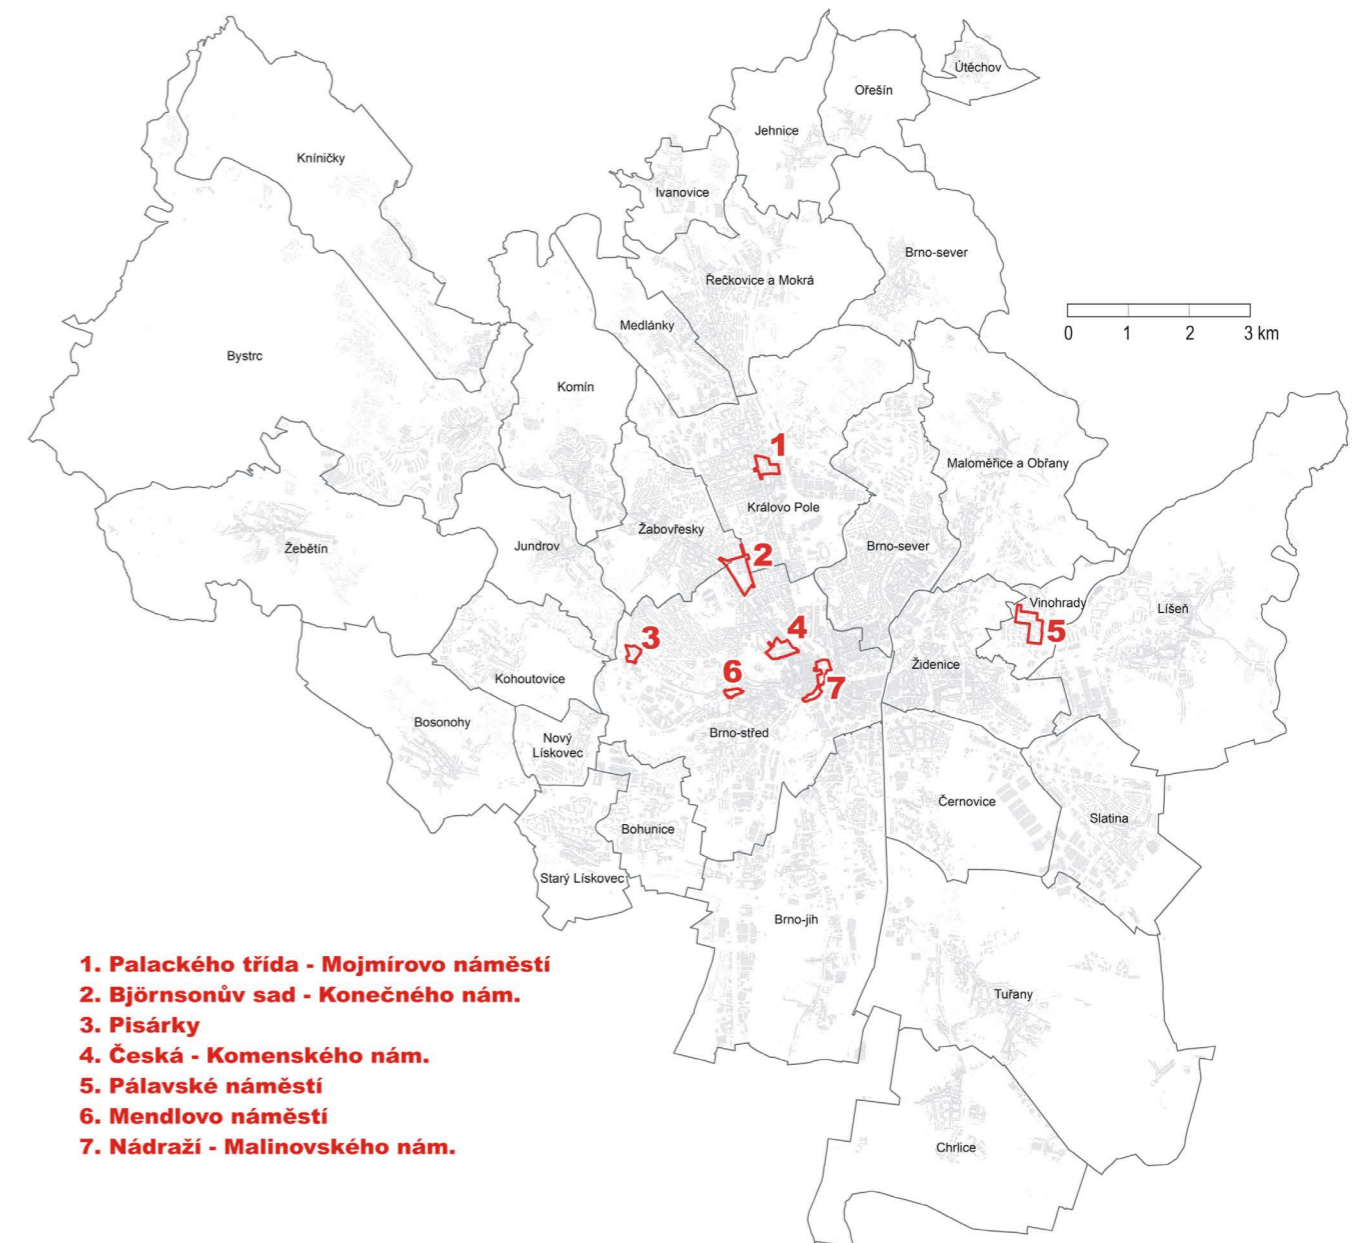 Útěchov
Ořešín
Jehnice
Kníničky
Ivanovice
Brno-sever
Řečkovice a Mokrá
0 1 2 3 km
Medlánky
Bystrc
Komín
1
Maloměřice a Obřany
Královo Pole
Žabovřesky
Žebětín
Jundrov
Brno-sever
2
Vinohrady
Líšeň
3
4
5
Židenice
Kohoutovice
6
7
Bosonohy
Brno-střed
Nový
Lískovec
Černovice
Slatina
Bohunice
Starý Lískovec
Brno-jih
1. Palackého třída - Mojmírovo náměstí
2. Björnsonův sad - Konečného nám.
3. Pisárky
4. Česká - Komenského nám.
5. Pálavské náměstí
6. Mendlovo náměstí
7. Nádraží - Malinovského nám.
Tuřany
Chrlice